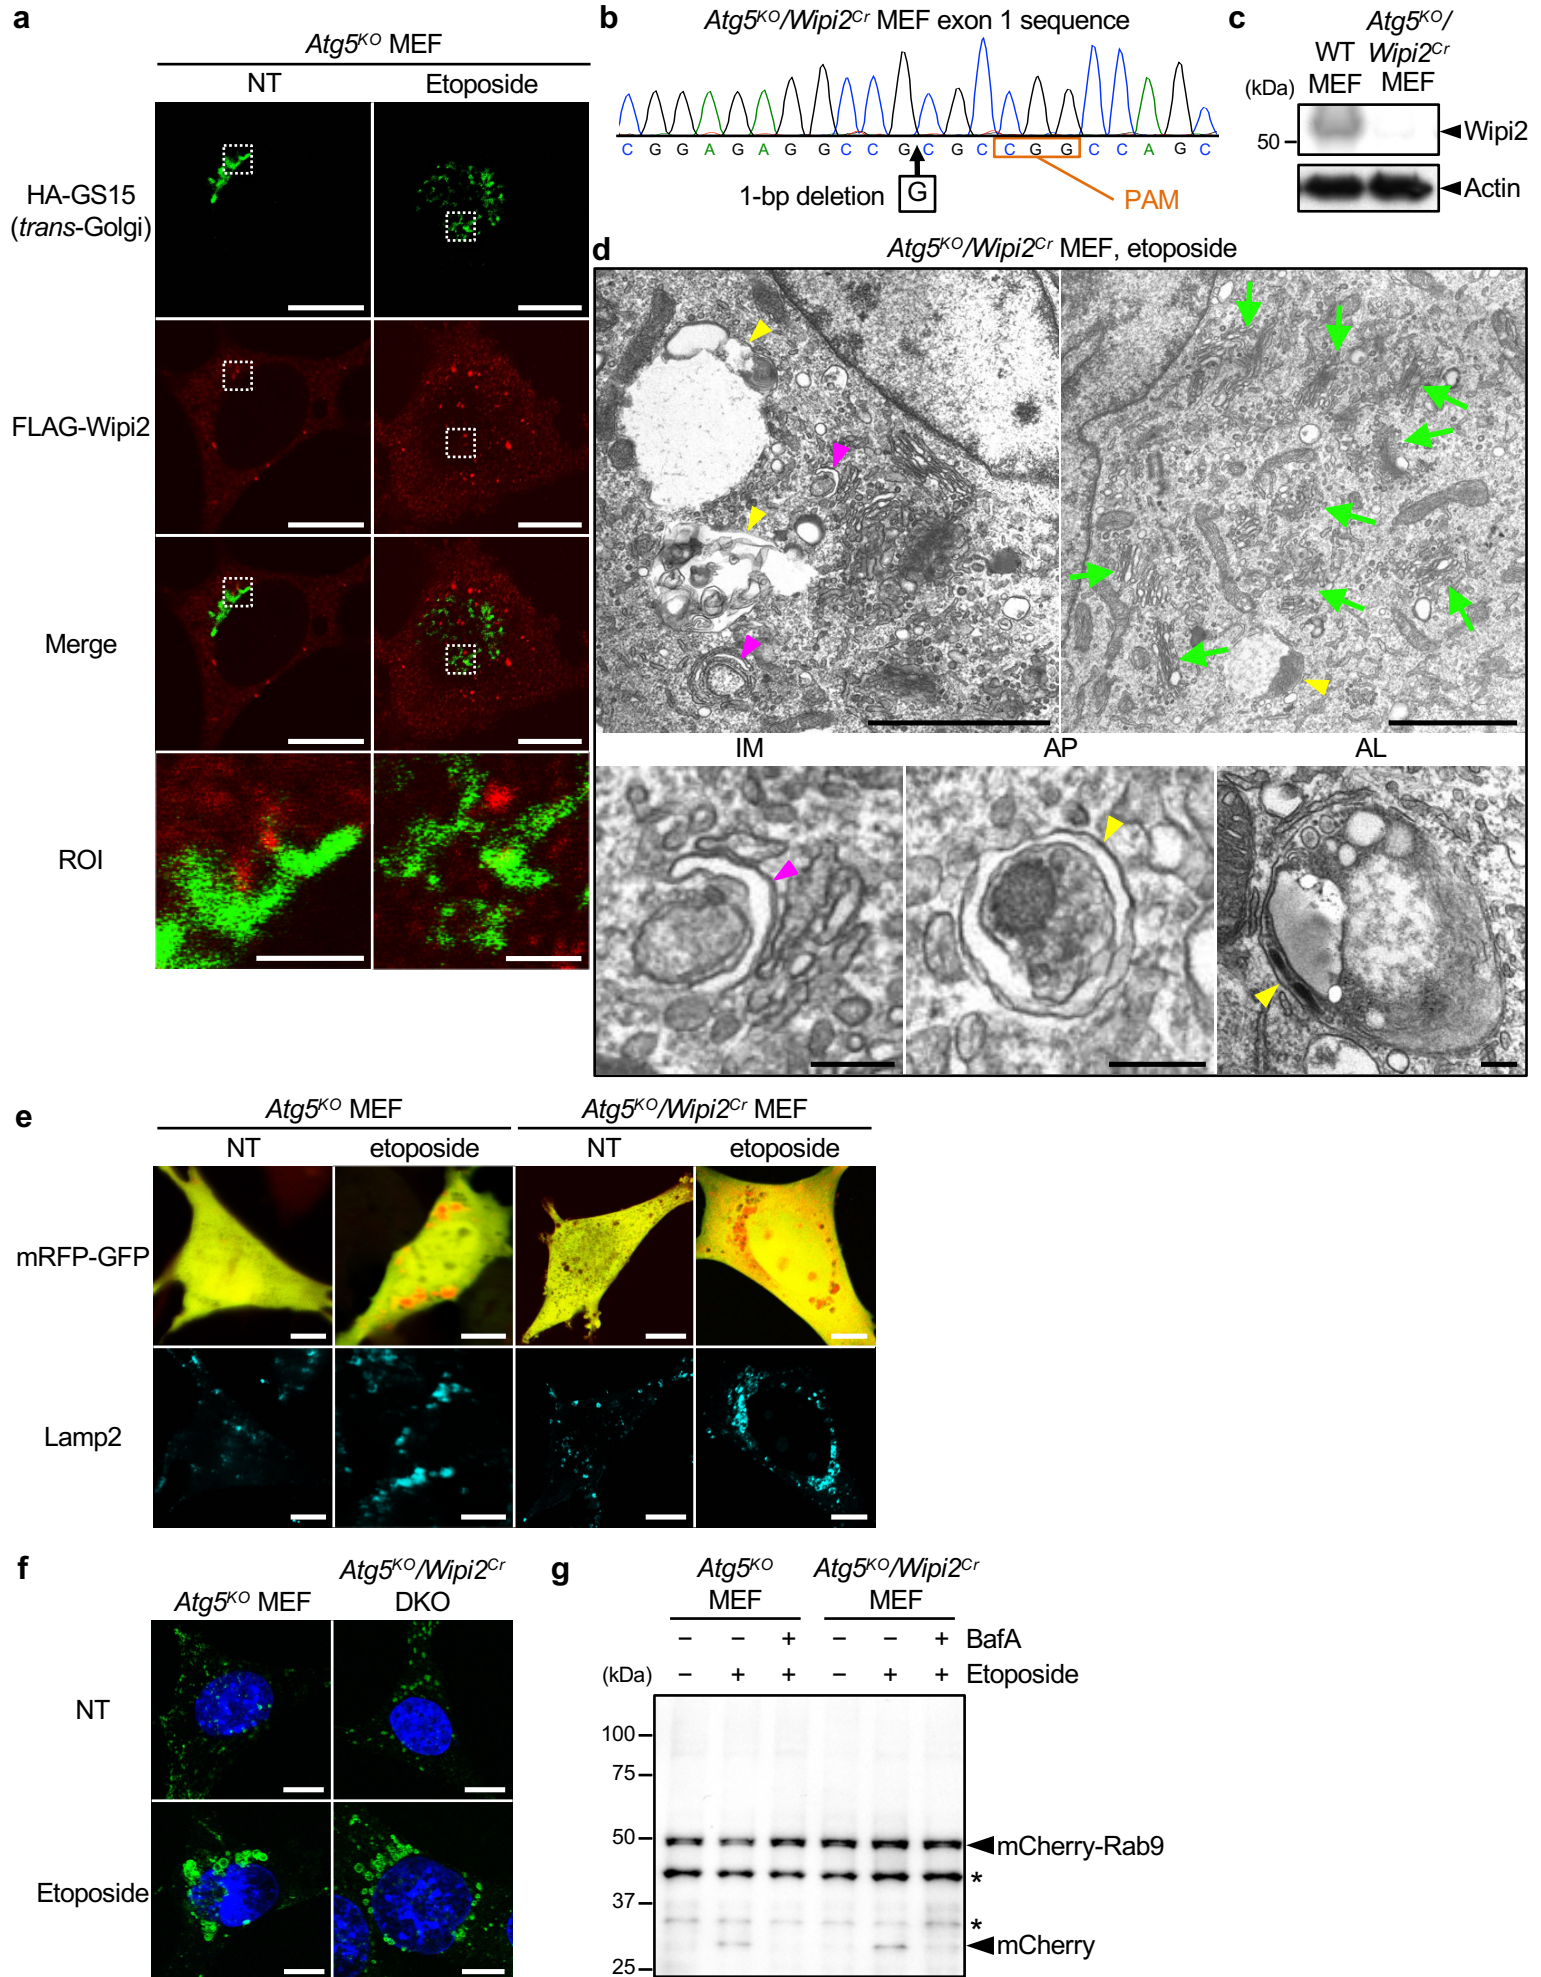 a
Atg5KO MEF
NT Etoposide
HA-GS15
(trans-Golgi)
FLAG-Wipi2
Merge
ROI
b
Atg5KO/Wipi2Cr MEF exon 1 sequence
C G G A G A G G C C G C G C C G G C C A G C
1-bp deletion G
PAM
c
Atg5KO/
WT Wipi2Cr
(kDa) MEF MEF
50 Wipi2
Actin
d
Atg5KO/Wipi2Cr MEF, etoposide
IM AP AL
e
Atg5KO MEF Atg5KO/Wipi2Cr MEF
NT etoposide NT etoposide
mRFP-GFP
Lamp2
f
Atg5KO/Wipi2Cr
Atg5KO MEF DKO
NT
Etoposide
g
Atg5KO Atg5KO/Wipi2Cr
MEF MEF
− − + − − + BafA
(kDa) − + + − + + Etoposide
100
75
50 mCherry-Rab9
*
37
*
mCherry
25